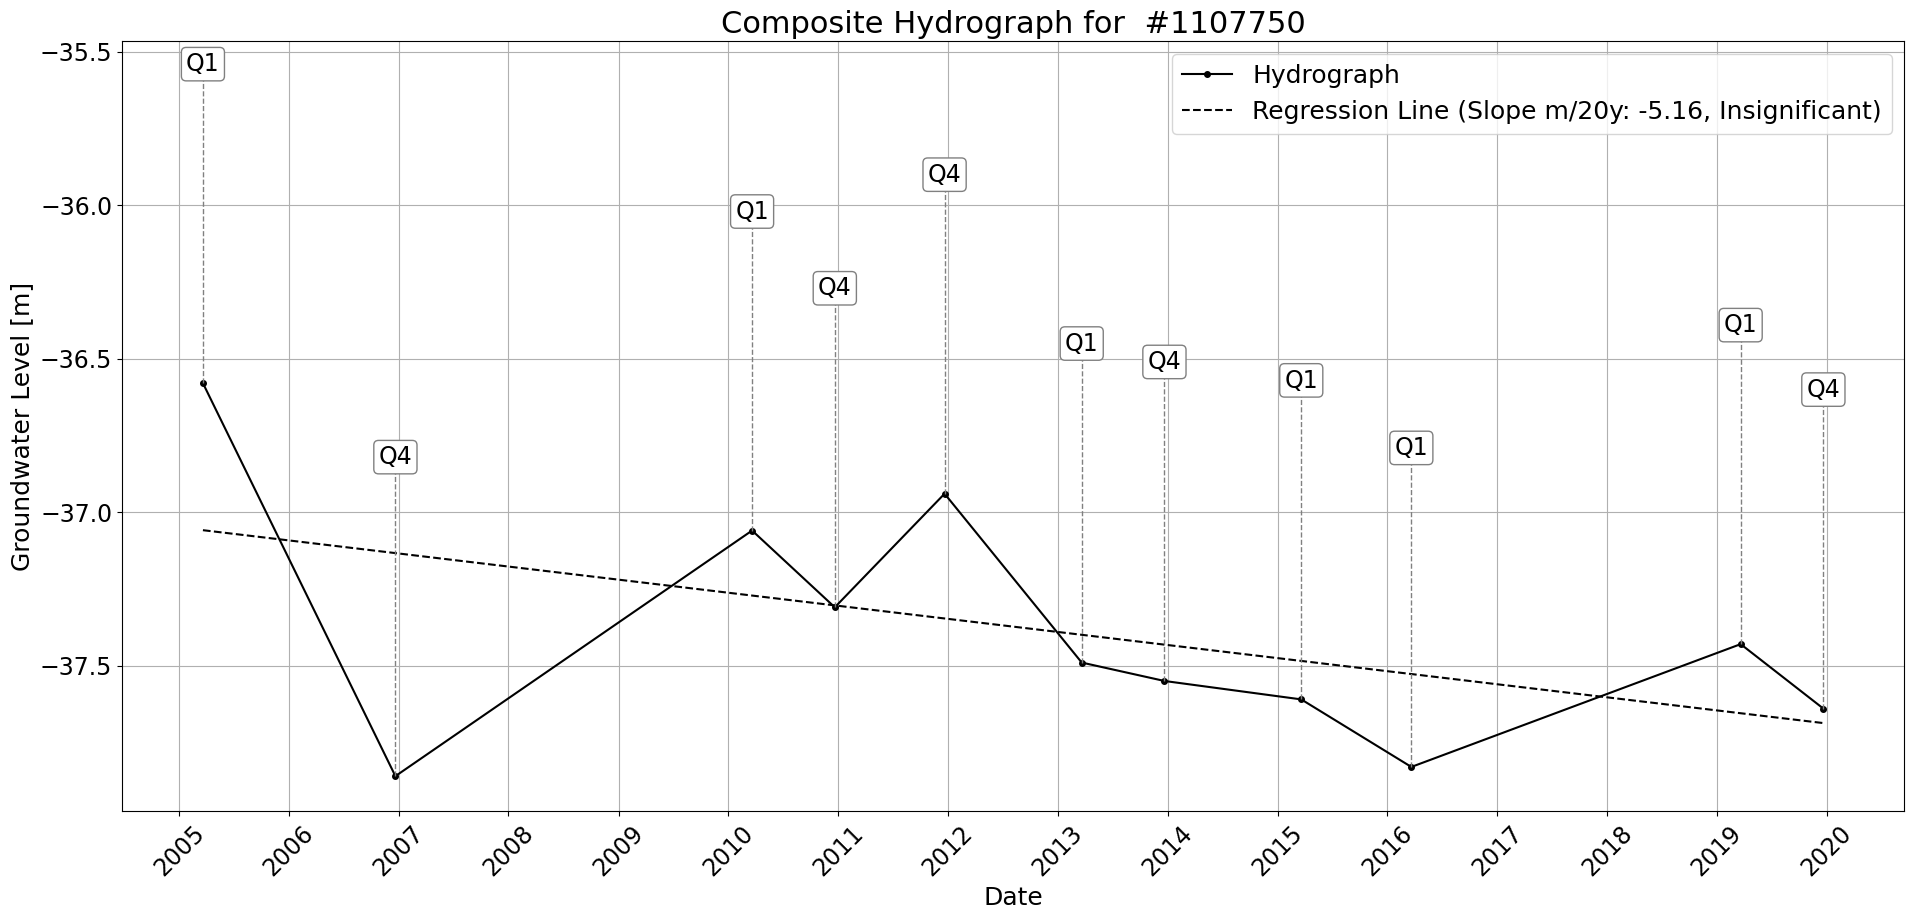 Composite Hydrograph for  #1107750
Hydrograph
Regression Line (Slope m/20y: -5.16, Insignificant)
Groundwater Level [m]
−35.5
−36.0
−36.5
−37.0
−37.5
Q1
Q4
Q1
Q4
Q4
Q1
Q4
Q1
Q1
Q1
Q4
2005
2006
2007
2008
2009
2010
2011
2012
2013
2014
2015
2016
2017
2018
2019
2020
Date